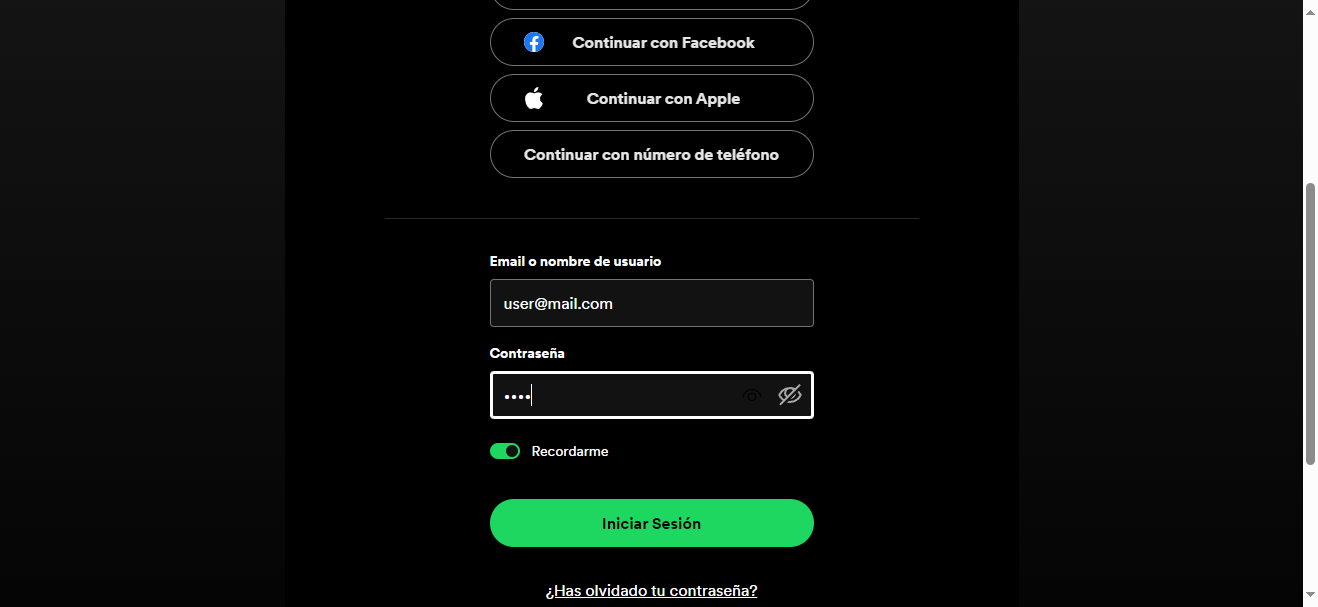 Continuar con Facebook
Continuar con Apple
Continuar con número de teléfono
Email o nombre de usuario
user@mail.com
Contraseña
••••
Recordarme
Iniciar Sesión
¿Has olvidado tu contraseña?